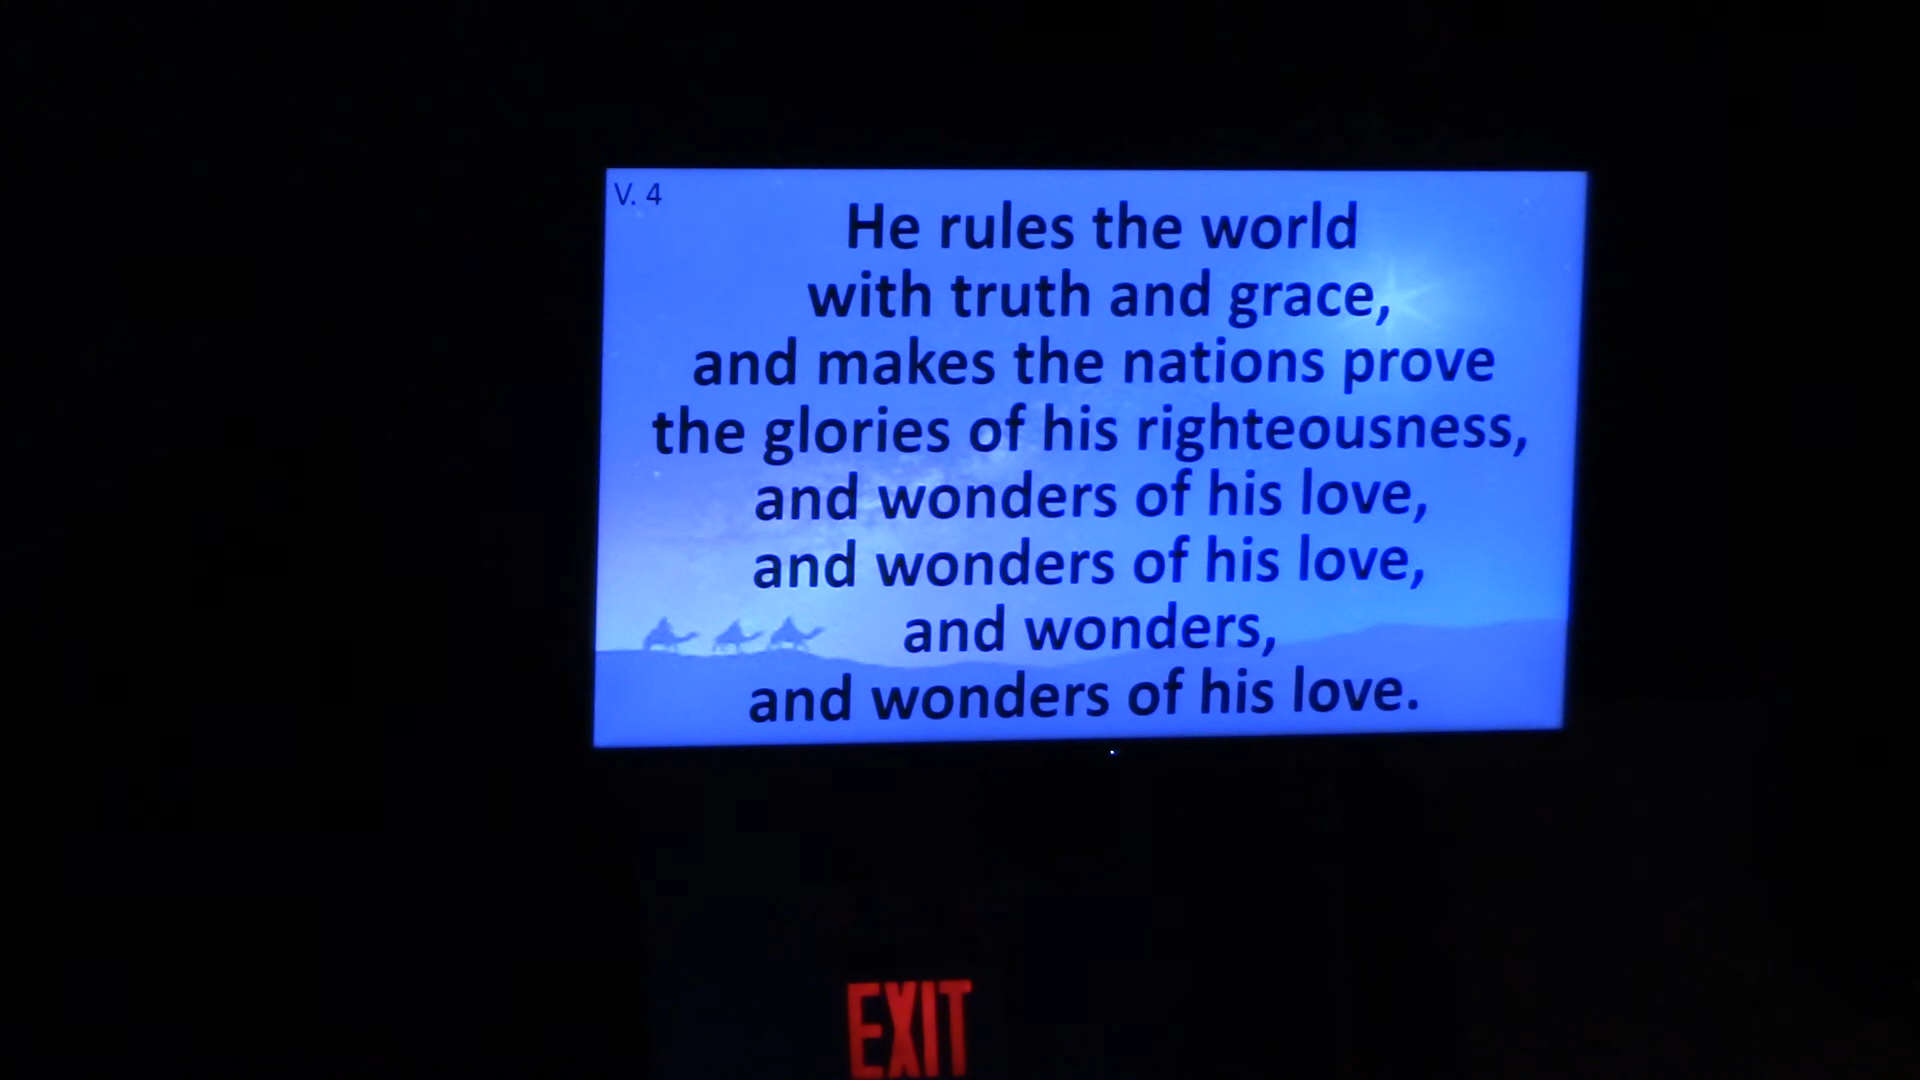 V. 4
He rules the world
with truth and grace,
and makes the nations prove
the glories of his righteousness,
and wonders of his love,
and wonders of his love,
and wonders,
and wonders of his love.
EXIT